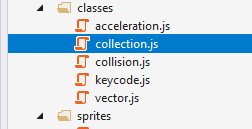 classes
acceleration.js
collection.js
collision.js
keycode.js
vector.js
sprites